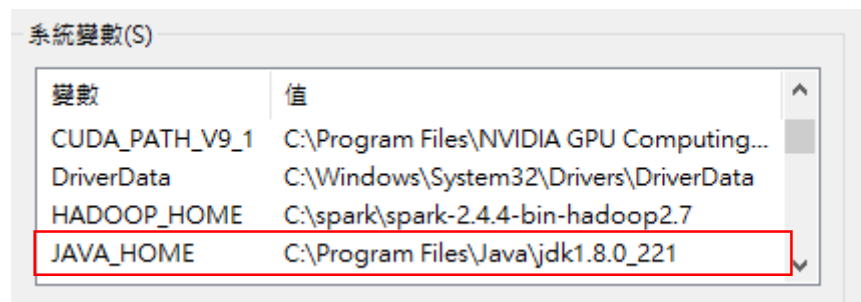 系統變數(S)
變數 值
CUDA_PATH_V9_1 C:\Program Files\NVIDIA GPU Computing...
DriverData C:\Windows\System32\Drivers\DriverData
HADOOP_HOME C:\spark\spark-2.4.4-bin-hadoop2.7
JAVA_HOME C:\Program Files\Java\jdk1.8.0_221